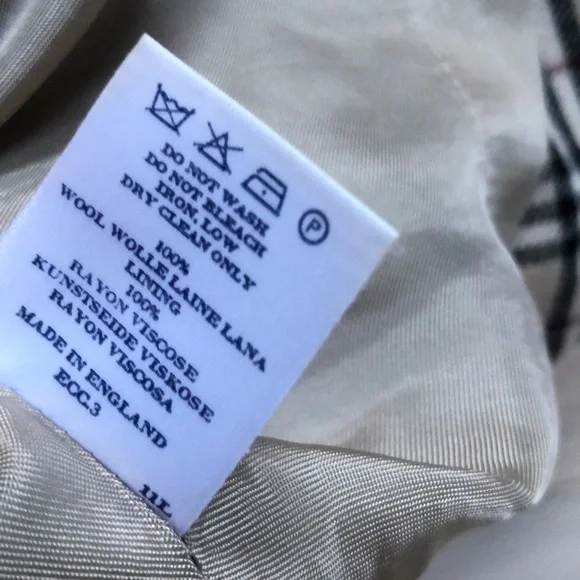 P
DO NOT WASH
DO NOT BLEACH
IRON, LOW
DRY CLEAN ONLY
100%
WOOL WOLLE LAINE LANA
LINING
100%
RAYON VISCOSE
KUNSTSEIDE VISKOSE
RAYON VISCOSA
MADE IN ENGLAND
ECC.3